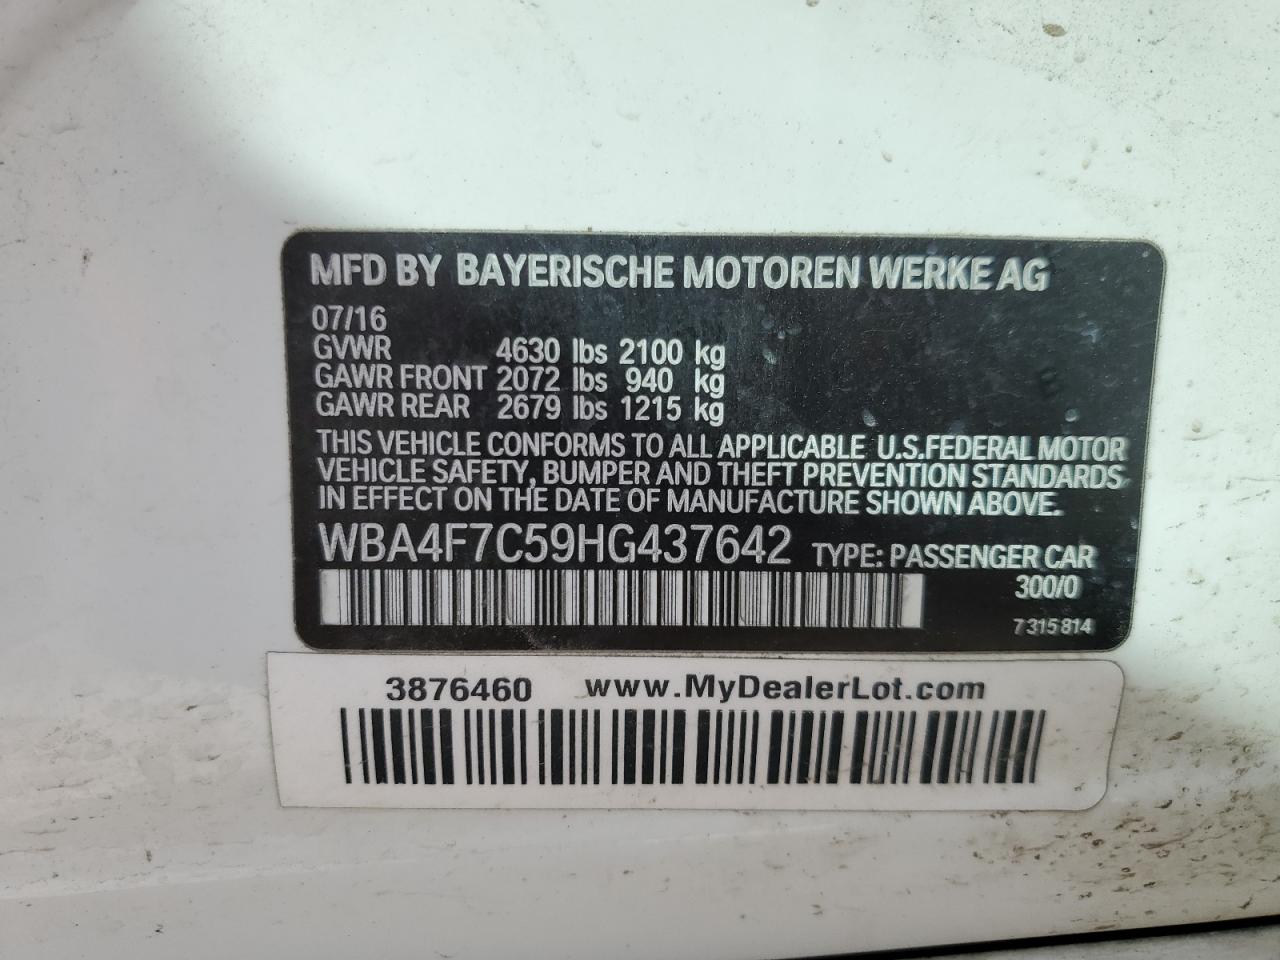 MFD BY BAYERISCHE MOTOREN WERKE AG
07/16
GVWR 4630 lbs 2100 kg
GAWR FRONT 2072 lbs 940 kg
GAWR REAR 2679 lbs 1215 kg
THIS VEHICLE CONFORMS TO ALL APPLICABLE U.S.FEDERAL MOTOR
VEHICLE SAFETY, BUMPER AND THEFT PREVENTION STANDARDS
IN EFFECT ON THE DATE OF MANUFACTURE SHOWN ABOVE.
WBA4F7C59HG437642 TYPE: PASSENGER CAR
300/0
7 315 814
3876460 www.MyDealerLot.com